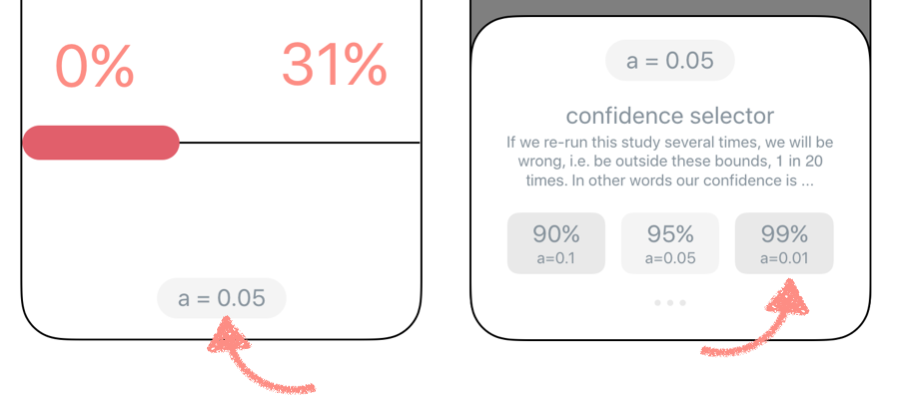 0%
31%
a = 0.05
a = 0.05
confidence selector
If we re-run this study several times, we will be
wrong, i.e. be outside these bounds, 1 in 20
times. In other words our confidence is ...
90%
a=0.1
95%
a=0.05
99%
a=0.01